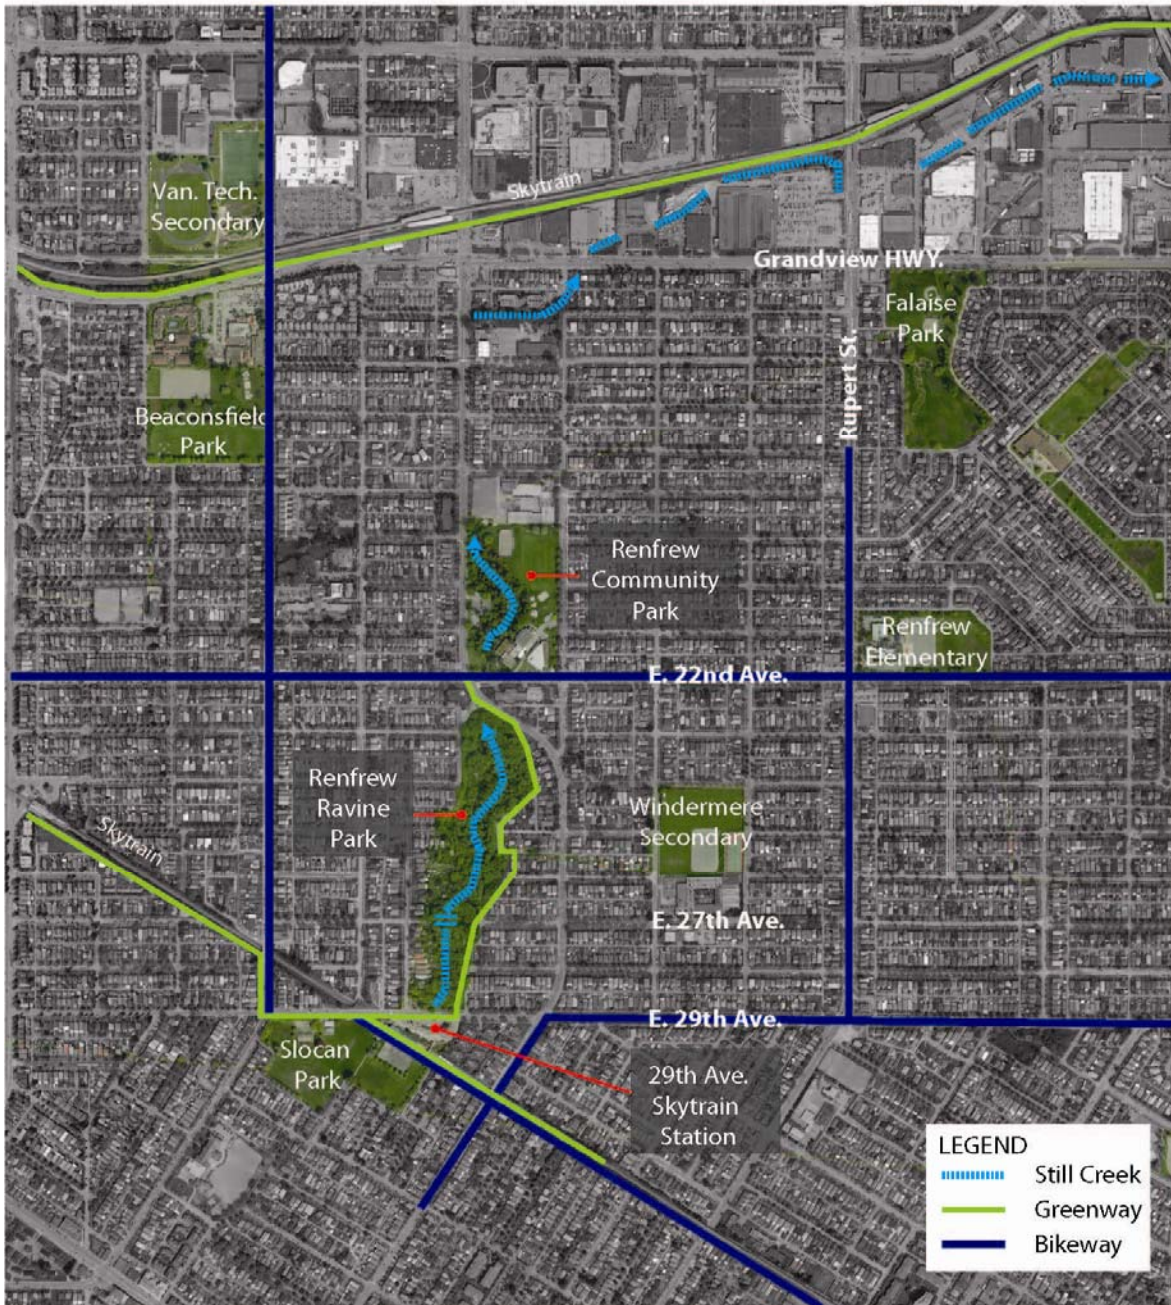 Skytrain
Van. Tech.
Secondary
Grandview HWY.
Falaise
Park
Rupert St.
Beaconsfield
Park
Renfrew
Community
Park
Renfrew
Elementary
E. 22nd Ave.
Renfrew
Ravine
Park
Windermere
Secondary
Skytrain
E. 27th Ave.
E. 29th Ave.
Slocan
Park
29th Ave.
Skytrain
Station
LEGEND
Still Creek
Greenway
Bikeway